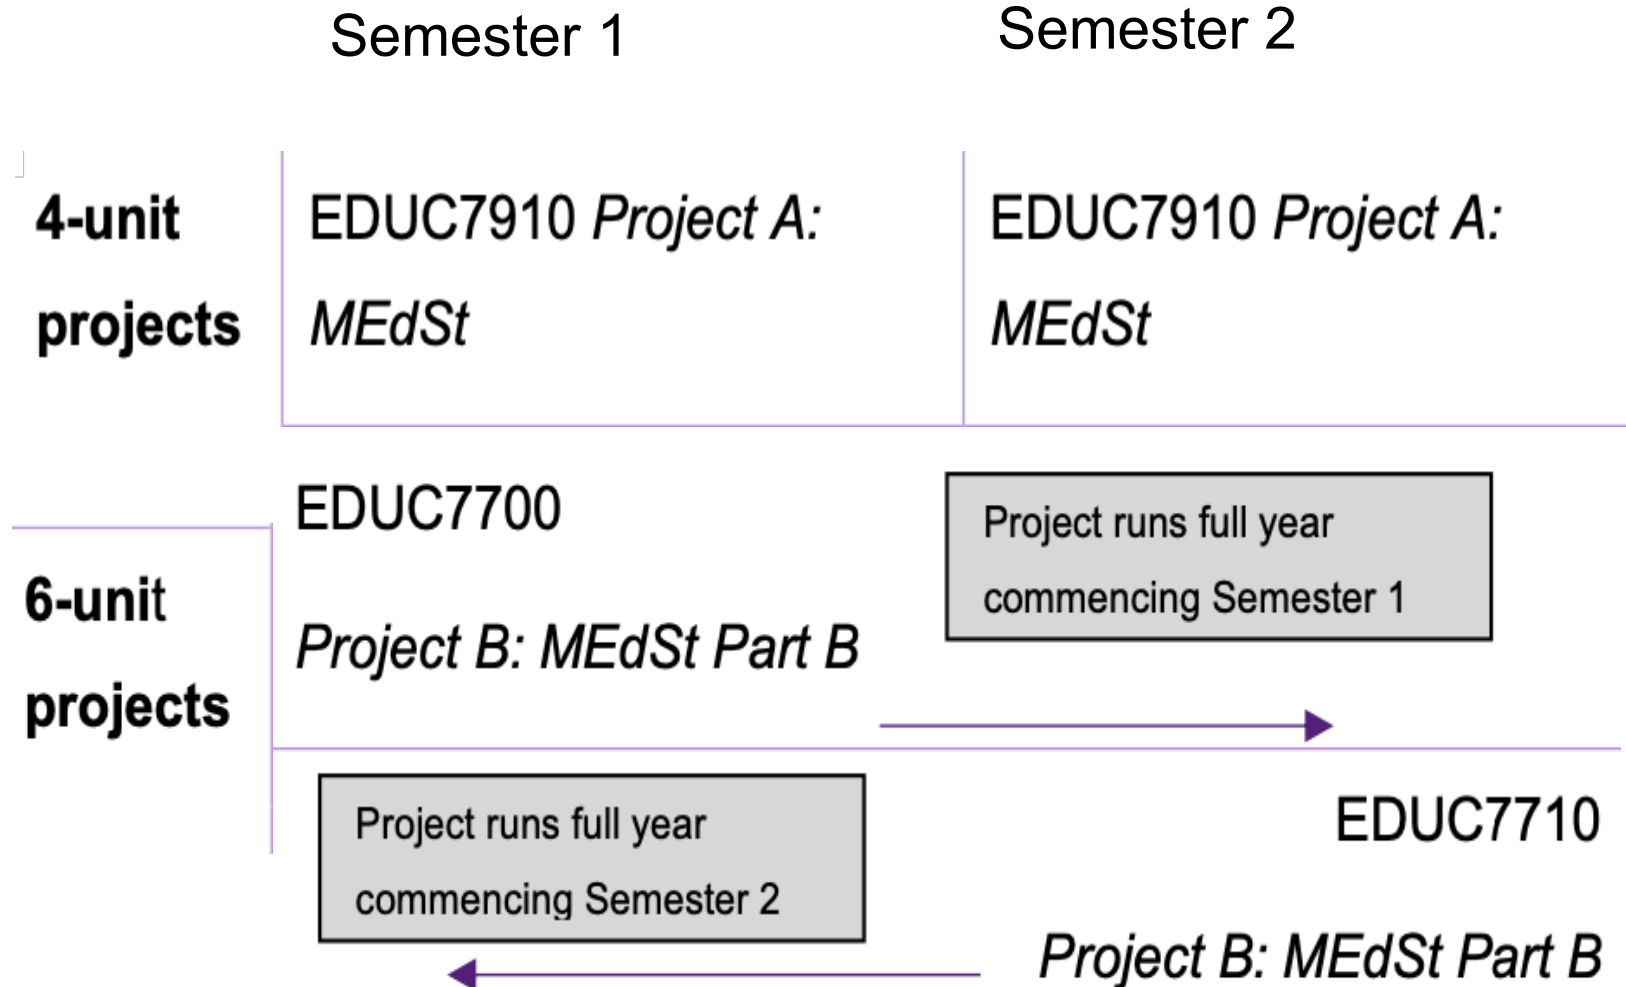 Semester 1
Semester 2
4-unit
projects
EDUC7910 Project A:
MEdSt
EDUC7910 Project A:
MEdSt
6-unit
projects
EDUC7700
Project B: MEdSt Part B
Project runs full year
commencing Semester 1
Project runs full year
commencing Semester 2
EDUC7710
Project B: MEdSt Part B